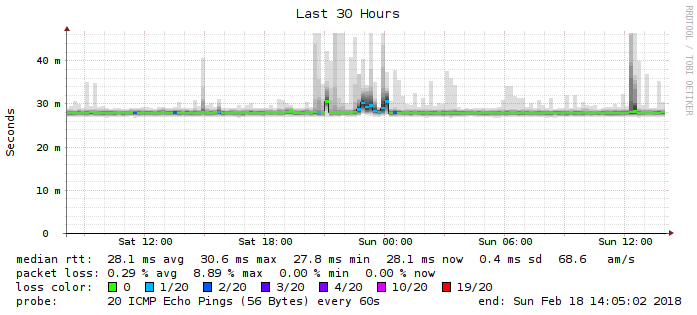 Last 30 Hours
RRDTOOL / TOBI OETIKER
Seconds
40 m
30 m
20 m
10 m
0
Sat 12:00 Sat 18:00 Sun 00:00 Sun 06:00 Sun 12:00
median rtt: 28.1 ms avg 30.6 ms max 27.8 ms min 28.1 ms now 0.4 ms sd 68.6 am/s
packet loss: 0.29 % avg 8.89 % max 0.00 % min 0.00 % now
loss color: 0 1/20 2/20 3/20 4/20 10/20 19/20
probe: 20 ICMP Echo Pings (56 Bytes) every 60s end: Sun Feb 18 14:05:02 2018